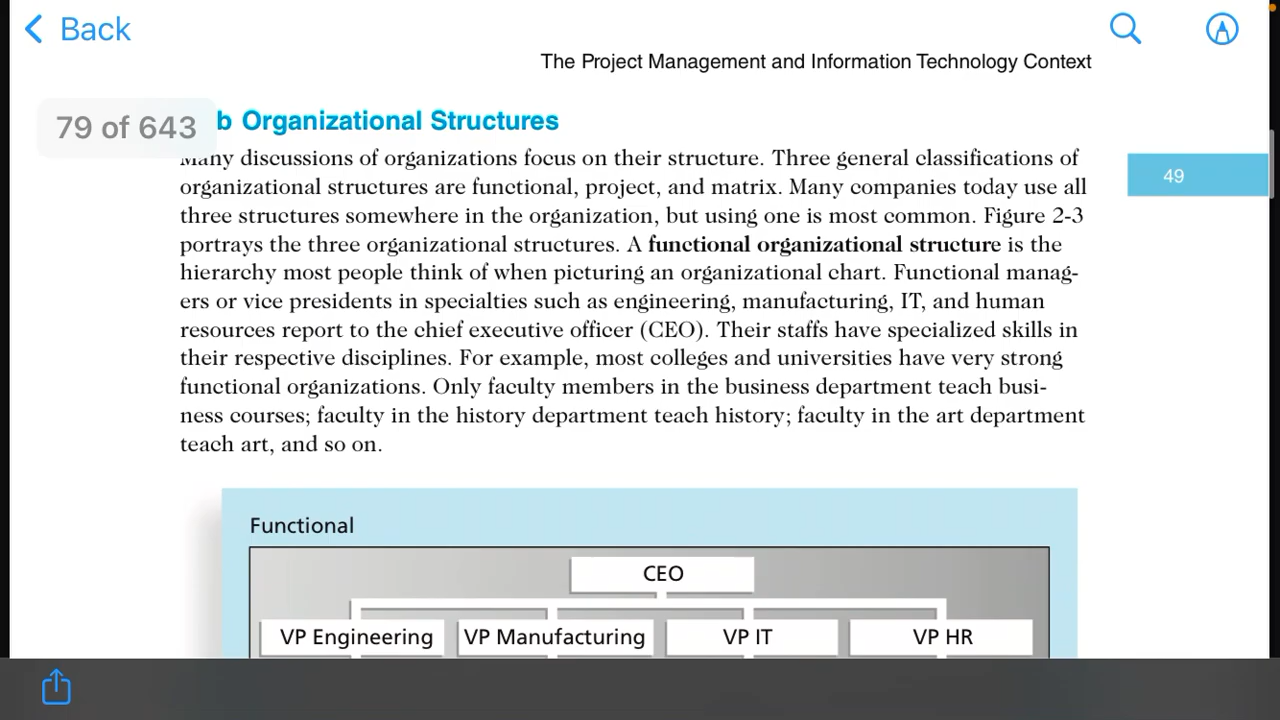 Back
The Project Management and Information Technology Context
79 of 643
b Organizational Structures
Many discussions of organizations focus on their structure. Three general classifications of
49
organizational structures are functional, project, and matrix. Many companies today use all
three structures somewhere in the organization, but using one is most common. Figure 2-3
portrays the three organizational structures. A functional organizational structure is the
hierarchy most people think of when picturing an organizational chart. Functional manag-
ers or vice presidents in specialties such as engineering, manufacturing, IT, and human
resources report to the chief executive officer (CEO). Their staffs have specialized skills in
their respective disciplines. For example, most colleges and universities have very strong
functional organizations. Only faculty members in the business department teach busi-
ness courses; faculty in the history department teach history; faculty in the art department
teach art, and so on.
Functional
CEO
VP Engineering VP Manufacturing VP IT VP HR